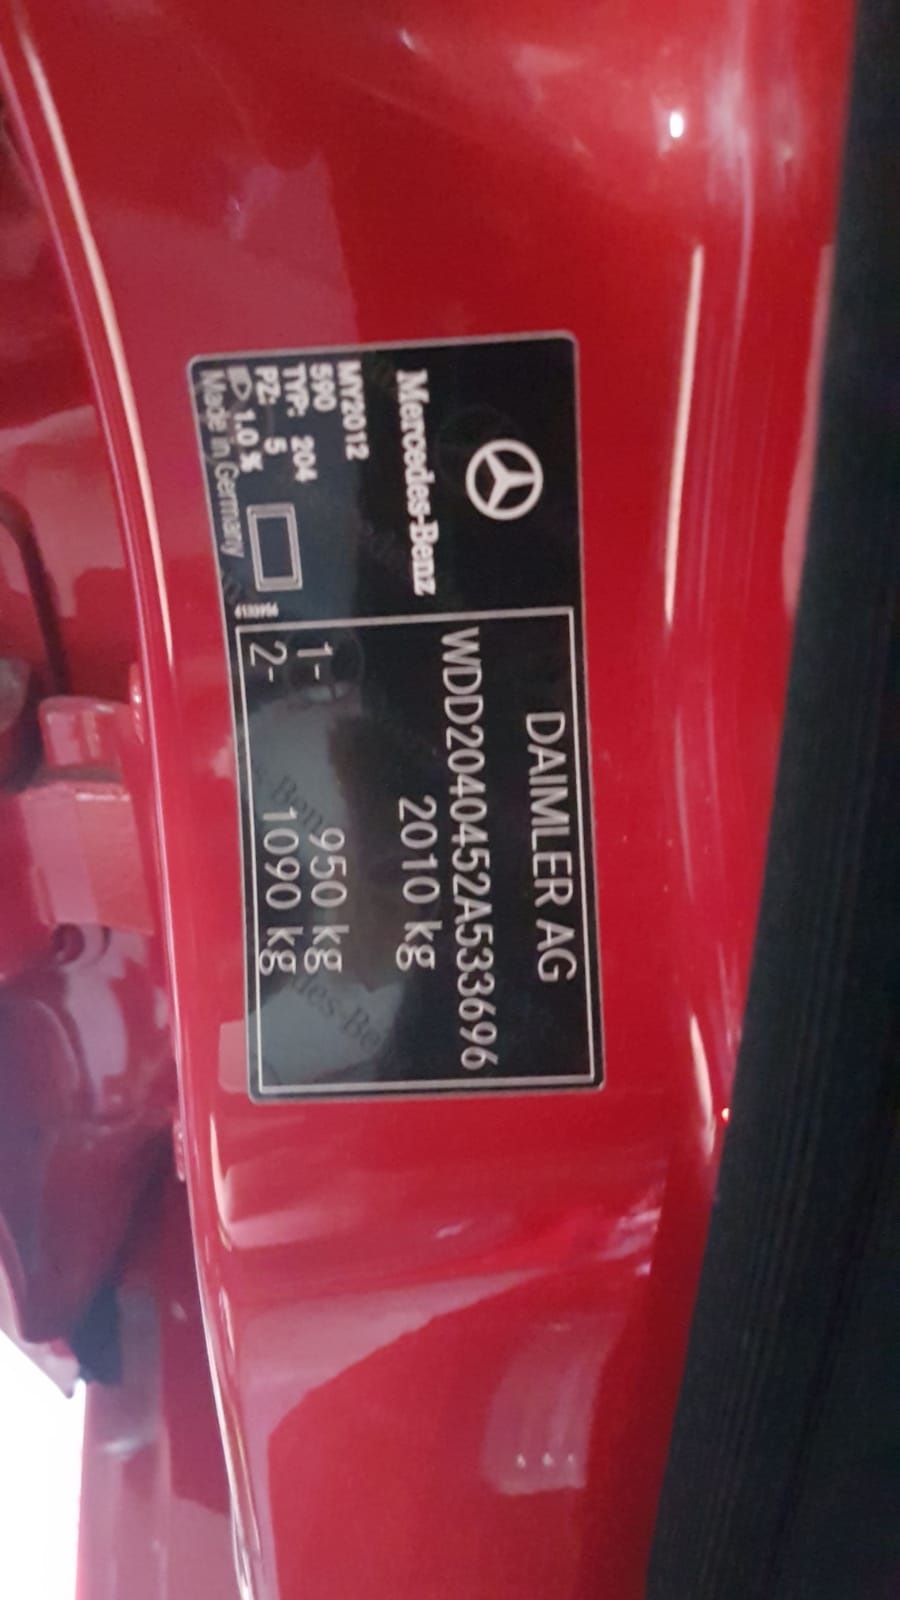 Mercedes-Benz
MY2012
590
TYP: 204
PZ: 5
1.0 %
Made in Germany
DAIMLER AG
WDD2040452A533696
2010 kg
1- 950 kg
2- 1090 kg